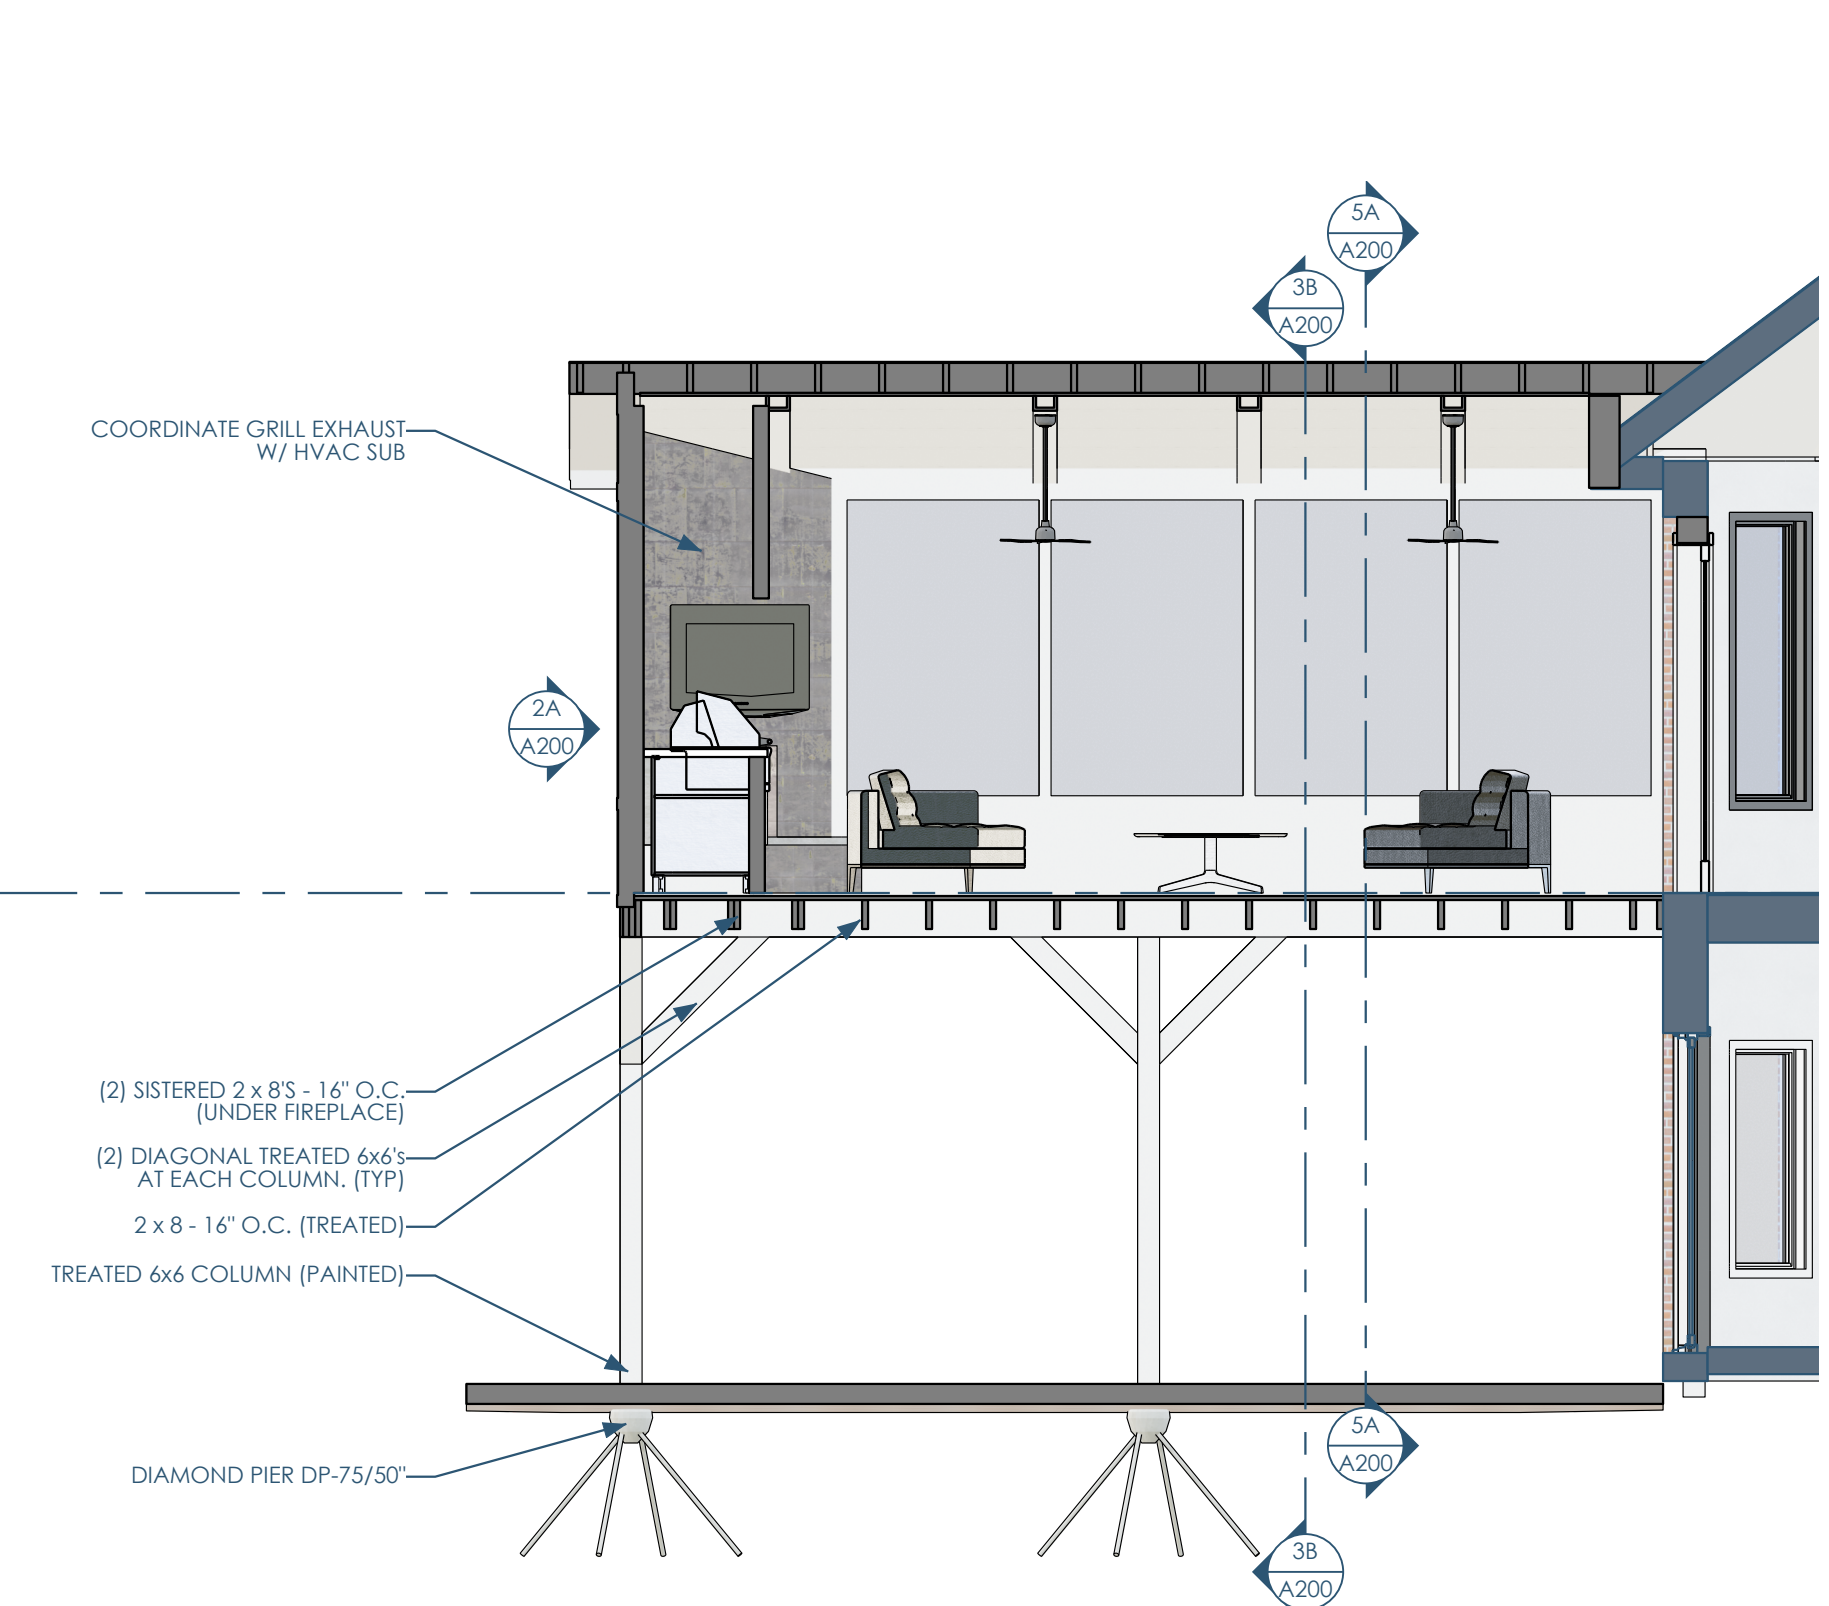 5A
A200
3B
A200
COORDINATE GRILL EXHAUST
W/ HVAC SUB
2A
A200
(2) SISTERED 2 x 8'S - 16" O.C.
(UNDER FIREPLACE)
(2) DIAGONAL TREATED 6x6's
AT EACH COLUMN. (TYP)
2 x 8 - 16" O.C. (TREATED)
TREATED 6x6 COLUMN (PAINTED)
5A
A200
DIAMOND PIER DP-75/50"
3B
A200